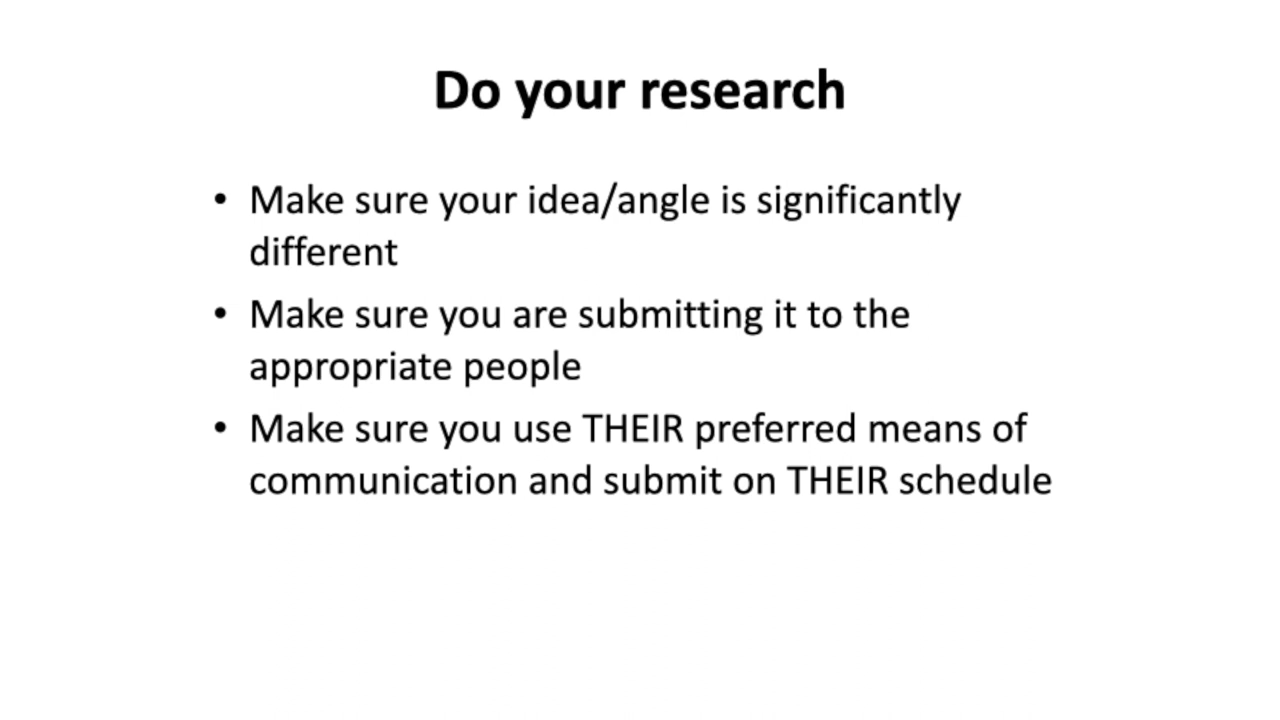 Do your research
• Make sure your idea/angle is significantly
different
• Make sure you are submitting it to the
appropriate people
• Make sure you use THEIR preferred means of
communication and submit on THEIR schedule